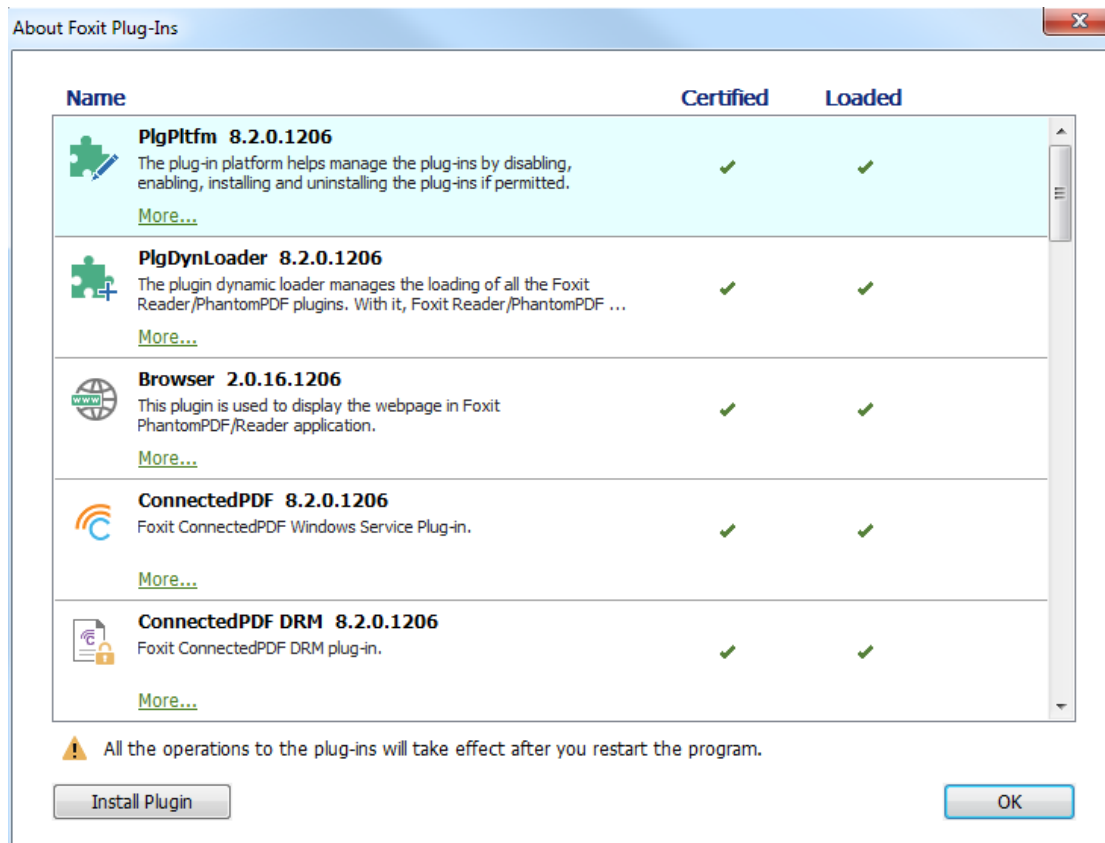 About Foxit Plug-Ins
Name Certified Loaded
PlgPltfm 8.2.0.1206
The plug-in platform helps manage the plug-ins by disabling,
enabling, installing and uninstalling the plug-ins if permitted.
More...
PlgDynLoader 8.2.0.1206
The plugin dynamic loader manages the loading of all the Foxit
Reader/PhantomPDF plugins. With it, Foxit Reader/PhantomPDF ...
More...
www
Browser 2.0.16.1206
This plugin is used to display the webpage in Foxit
PhantomPDF/Reader application.
More...
ConnectedPDF 8.2.0.1206
Foxit ConnectedPDF Windows Service Plug-in.
More...
ConnectedPDF DRM 8.2.0.1206
Foxit ConnectedPDF DRM plug-in.
More...
All the operations to the plug-ins will take effect after you restart the program.
Install Plugin OK